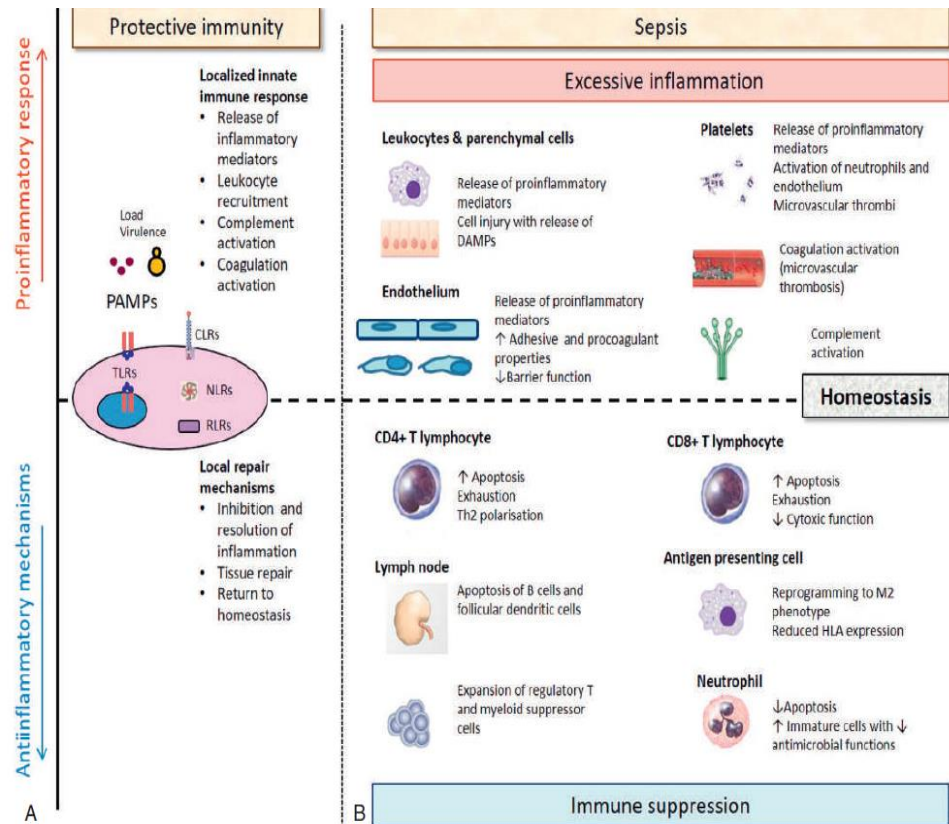 Protective immunity
Sepsis
Proinflammatory response
Localized innate
immune response
• Release of
inflammatory
mediators
• Leukocyte
recruitment
• Complement
activation
• Coagulation
activation
Load
Virulence
PAMPs
CLRs
TLRs
NLRs
RLRs
Antiinflammatory mechanisms
Local repair
mechanisms
• Inhibition and
resolution of
inflammation
• Tissue repair
• Return to
homeostasis
A
Excessive inflammation
Leukocytes & parenchymal cells
Release of proinflammatory
mediators
Cell injury with release of
DAMPs
Platelets
Release of proinflammatory
mediators
Activation of neutrophils and
endothelium
Microvascular thrombi
Endothelium
Release of proinflammatory
mediators
↑ Adhesive and procoagulant
properties
↓Barrier function
Coagulation activation
(microvascular
thrombosis)
Complement
activation
Homeostasis
CD4+ T lymphocyte
↑ Apoptosis
Exhaustion
Th2 polarisation
CD8+ T lymphocyte
↑ Apoptosis
Exhaustion
↓ Cytoxic function
Lymph node
Apoptosis of B cells and
follicular dendritic cells
Antigen presenting cell
Reprogramming to M2
phenotype
Reduced HLA expression
Expansion of regulatory T
and myeloid suppressor
cells
Neutrophil
↓Apoptosis
↑ Immature cells with ↓
antimicrobial functions
B
Immune suppression